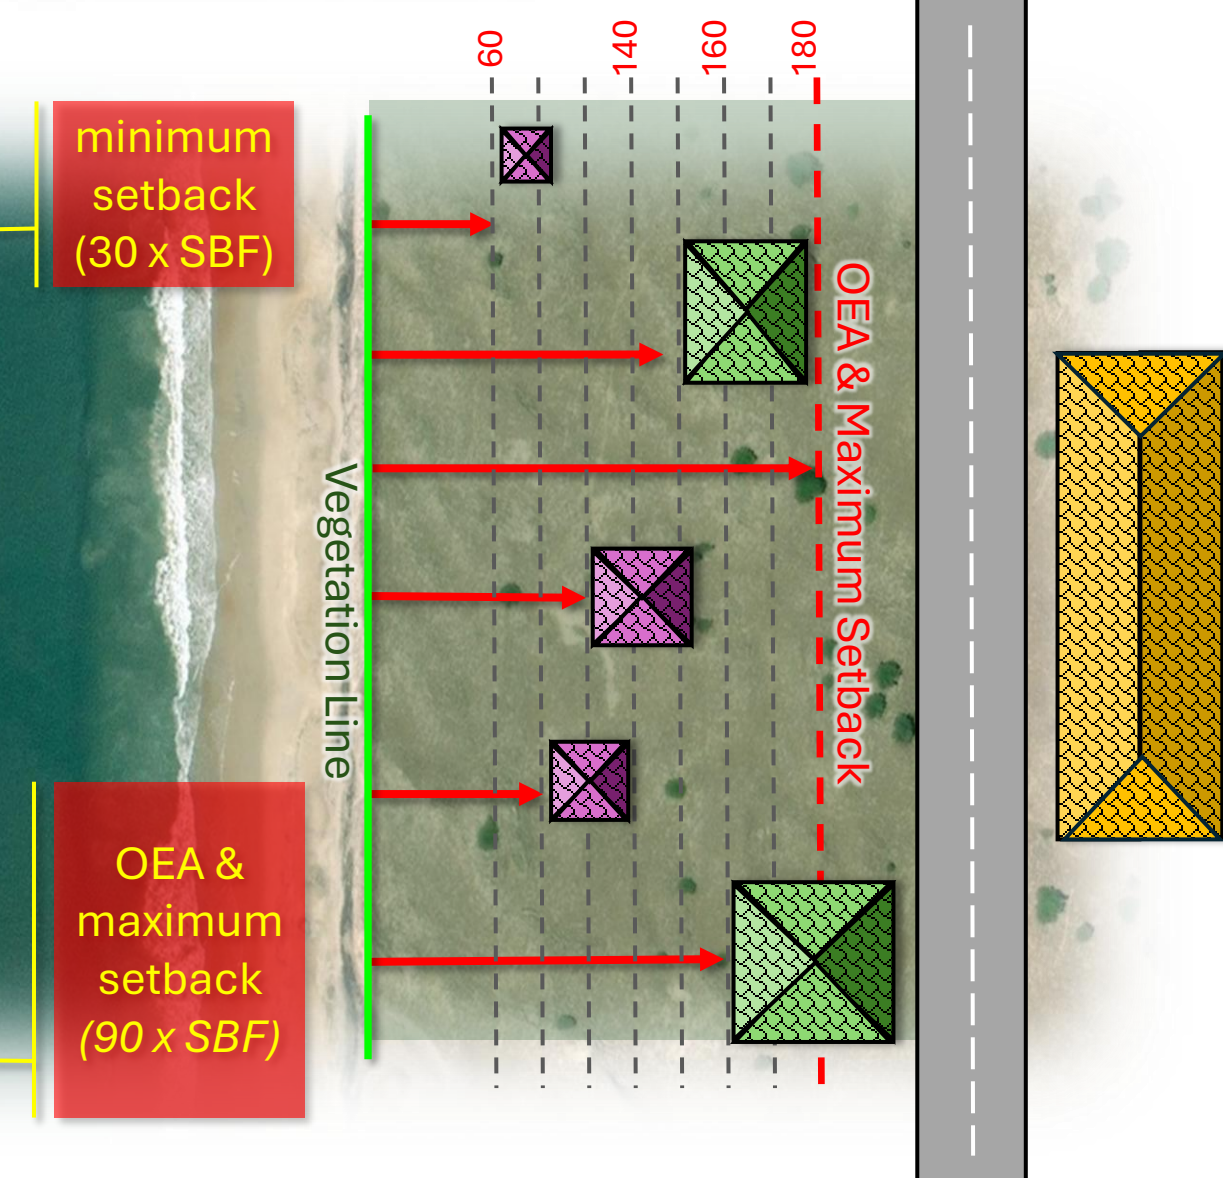 60
140
160
180
minimum
setback
(30 x SBF)
OEA & Maximum Setback
Vegetation Line
OEA &
maximum
setback
(90 x SBF)